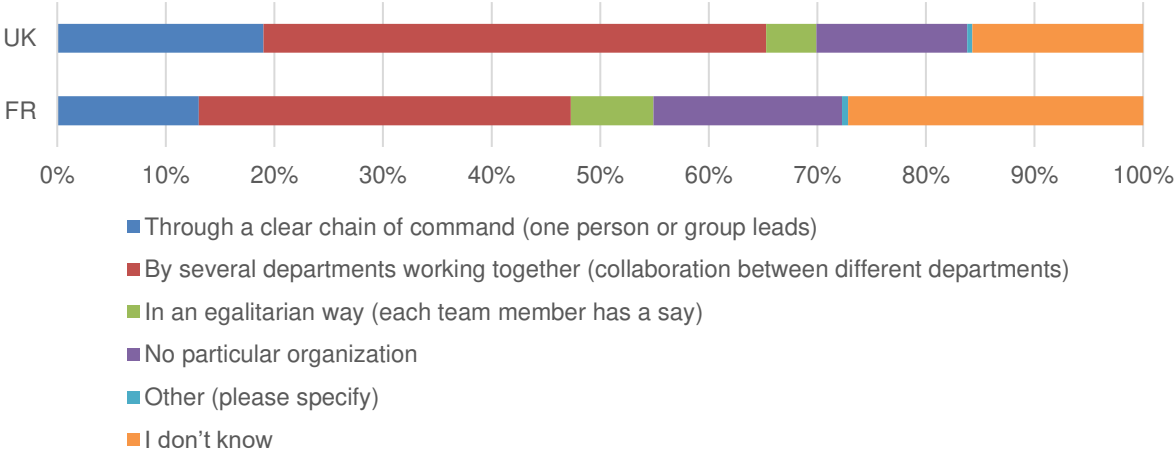 UK
FR
0% 10% 20% 30% 40% 50% 60% 70% 80% 90% 100%
Through a clear chain of command (one person or group leads)
By several departments working together (collaboration between different departments)
In an egalitarian way (each team member has a say)
No particular organization
Other (please specify)
I don’t know